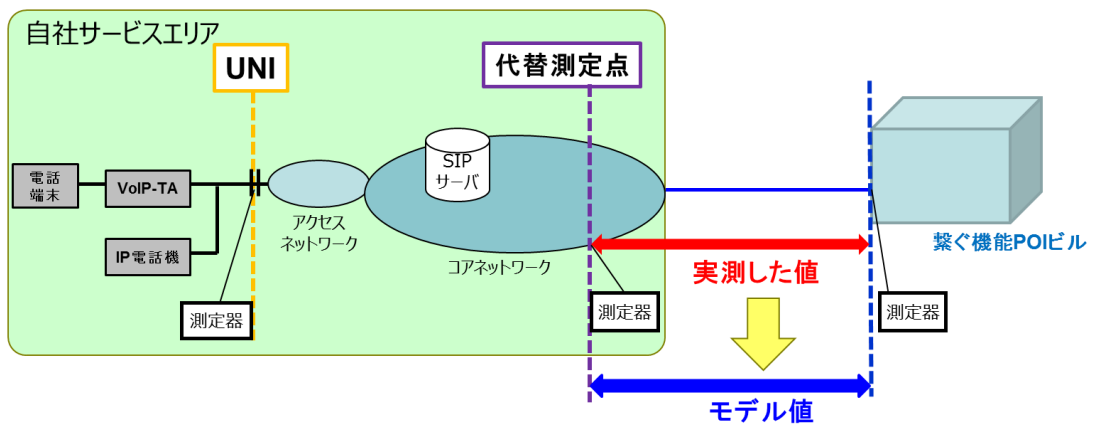 自社サービスエリア
UNI
代替測定点
SIP
サーバ
電話
端末
VoIP-TA
IP電話機
アクセス
ネットワーク
コアネットワーク
繋ぐ機能POIビル
実測した値
測定器
測定器
測定器
モデル値